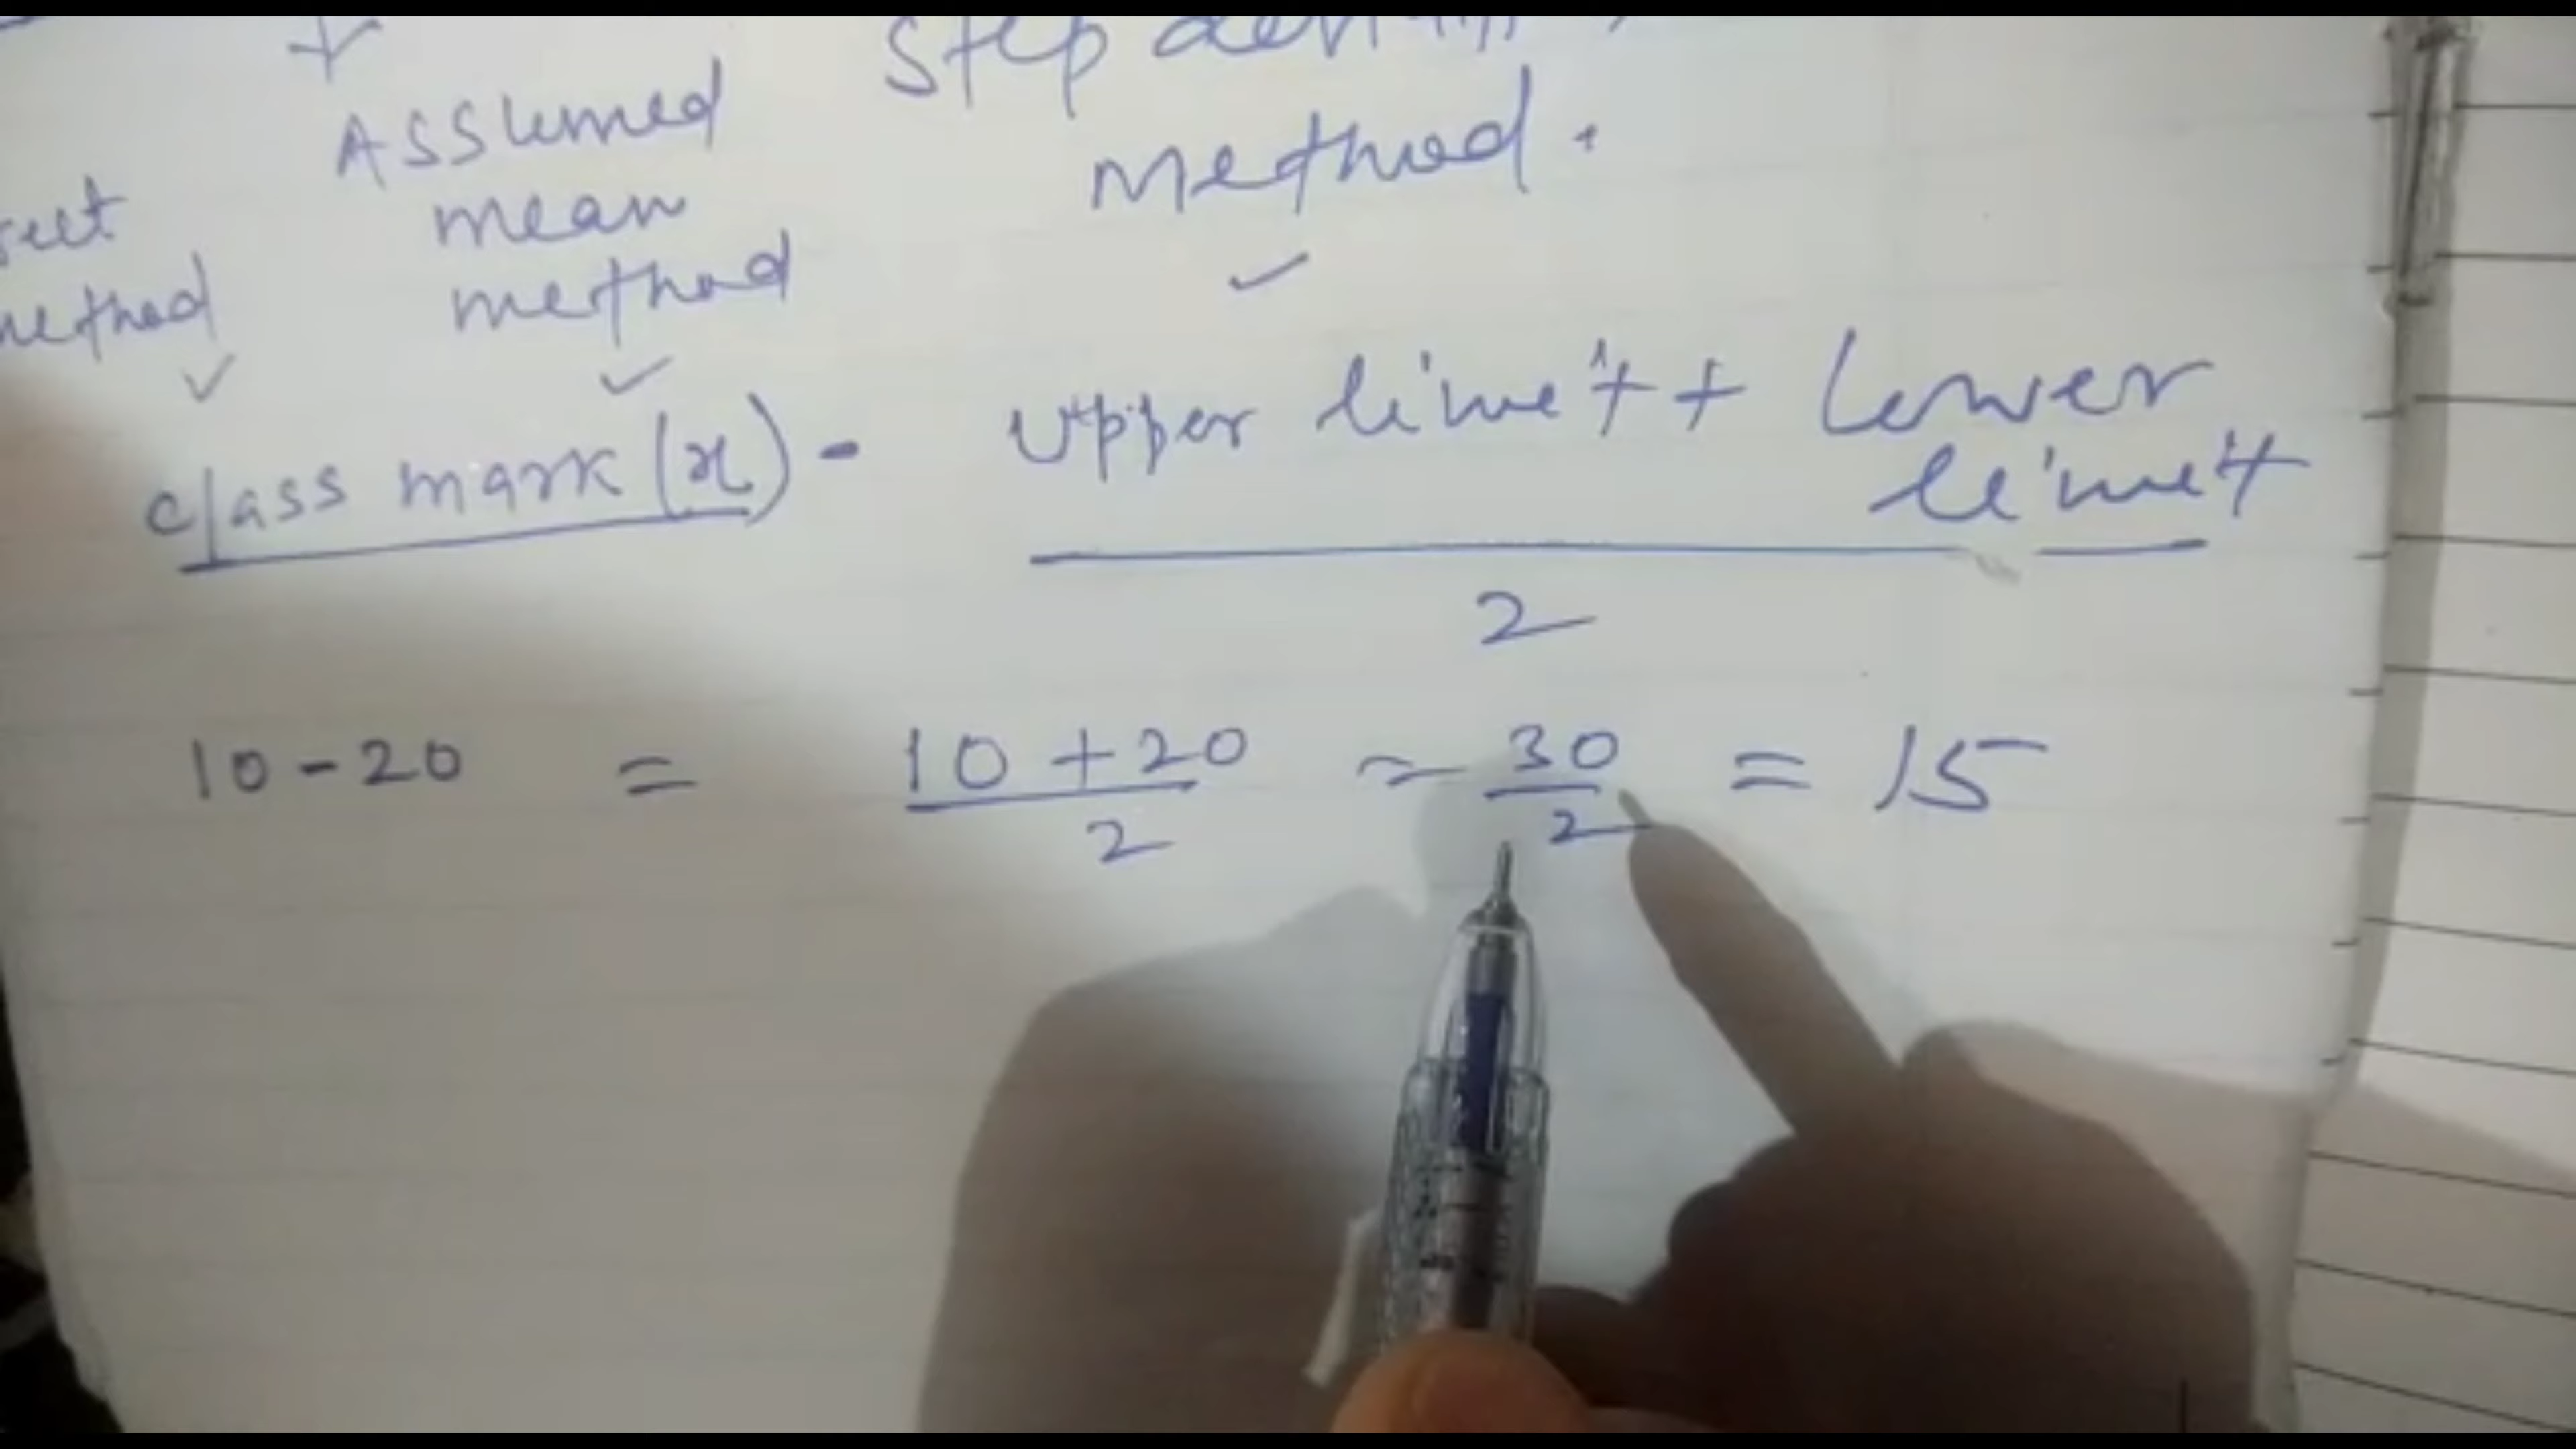 Step
Assumed
Method.
mean
method
method
class mark (x) - Upper limit + Lower
limit
2
10-20 = 10 + 20 = 30 = 15
2 2